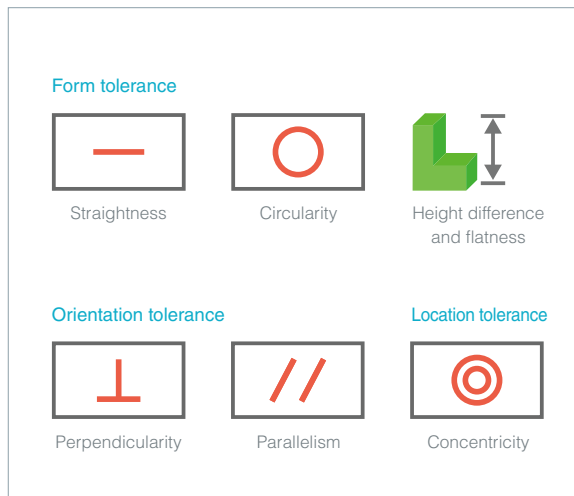 Form tolerance
Straightness
Circularity
Height difference
and flatness
Orientation tolerance
Location tolerance
Perpendicularity
Parallelism
Concentricity